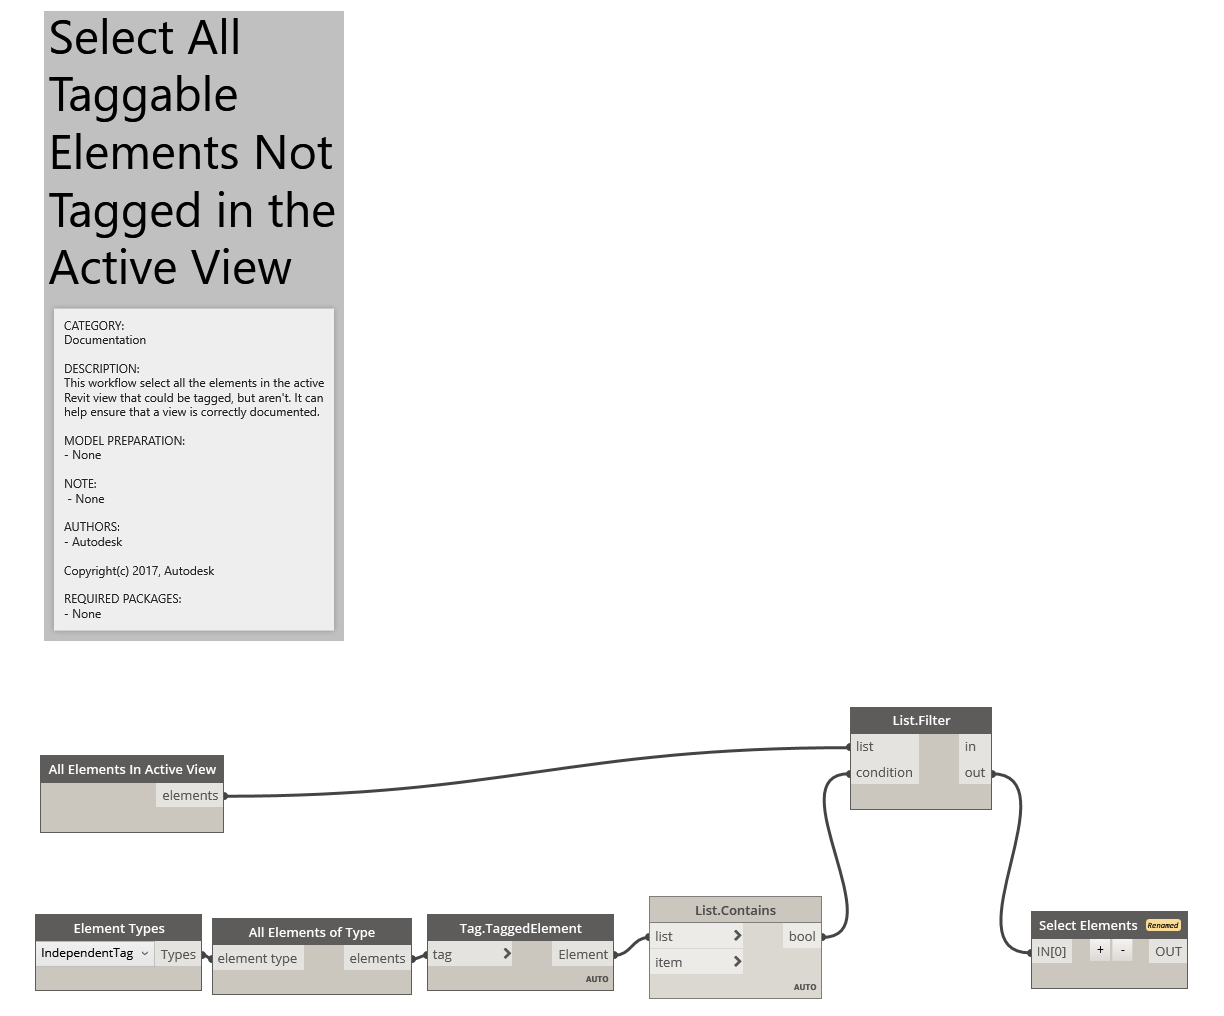 Select All
Taggable
Elements Not
Tagged in the
Active View
CATEGORY:
Documentation
DESCRIPTION:
This workflow select all the elements in the active
Revit view that could be tagged, but aren't. It can
help ensure that a view is correctly documented.
MODEL PREPARATION:
- None
NOTE:
- None
AUTHORS:
- Autodesk
Copyright(c) 2017, Autodesk
REQUIRED PACKAGES:
- None
List.Filter
list in
condition out
All Elements In Active View
elements
Element Types
IndependentTag Types
All Elements of Type
element type elements
Tag.TaggedElement
tag > Element
AUTO
List.Contains
list > bool
item >
AUTO
Select Elements Renamed
IN[0] + - OUT